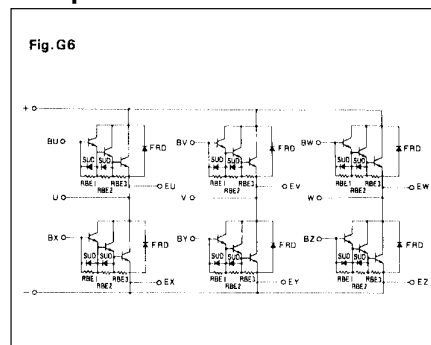 Fig.G6
+
BU BV BW
SUD SUD FRD SUD SUD FRD SUD SUD FRD
RBE1 RBE2 RBE3 RBE1 RBE2 RBE3 RBE1 RBE2 RBE3
EU EV EW
U V W
BX BY BZ
SUD SUD FRD SUD SUD FRD SUD SUD FRD
RBE1 RBE2 RBE3 RBE1 RBE2 RBE3 RBE1 RBE2 RBE3
EX EY EZ
−